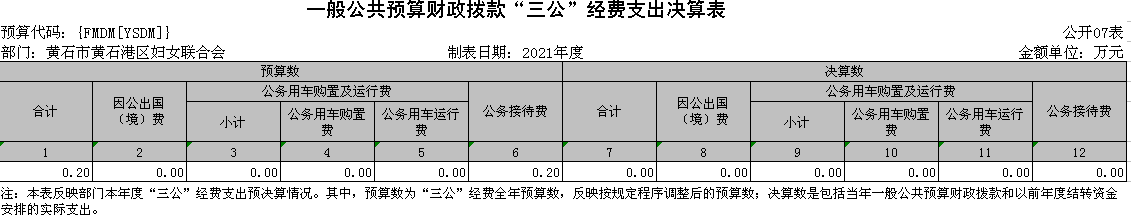 一般公共预算财政拨款“三公”经费支出决算表
预算代码：{FMDM[YSDM]} 公开07表
部门：黄石市黄石港区妇女联合会 制表日期：2021年度 金额单位：万元
预算数 决算数
合计 因公出国（境）费 公务用车购置及运行费 公务接待费 合计 因公出国（境）费 公务用车购置及运行费 公务接待费
小计 公务用车购置费 公务用车运行费 小计 公务用车购置费 公务用车运行费
1 2 3 4 5 6 7 8 9 10 11 12
0.20 0.00 0.00 0.00 0.00 0.20 0.00 0.00 0.00 0.00 0.00 0.00
注：本表反映部门本年度“三公”经费支出预决算情况。其中，预算数为“三公”经费全年预算数，反映按规定程序调整后的预算数；决算数是包括当年一般公共预算财政拨款和以前年度结转资金
安排的实际支出。